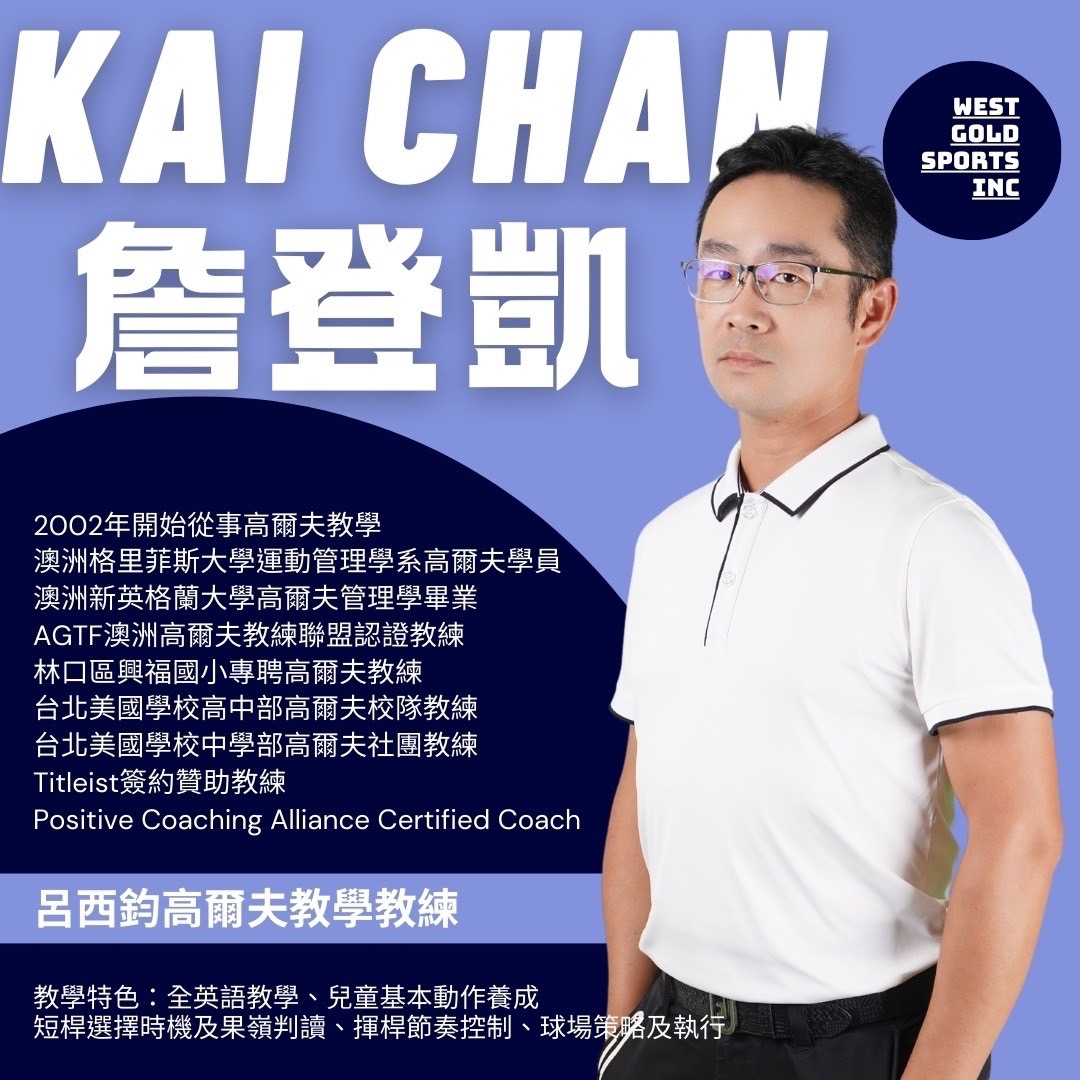 KAI CHAN
WEST
GOLD
SPORTS
INC
詹登凱
2002年開始從事高爾夫教學
澳洲格里菲斯大學運動管理學系高爾夫學員
澳洲新英格蘭大學高爾夫管理學畢業
AGTF澳洲高爾夫教練聯盟認證教練
林口區興福國小專聘高爾夫教練
台北美國學校高中部高爾夫校隊教練
台北美國學校中學部高爾夫社團教練
Titleist簽約贊助教練
Positive Coaching Alliance Certified Coach
呂西鈞高爾夫教學教練
教學特色：全英語教學、兒童基本動作養成
短桿選擇時機及果嶺判讀、揮桿節奏控制、球場策略及執行